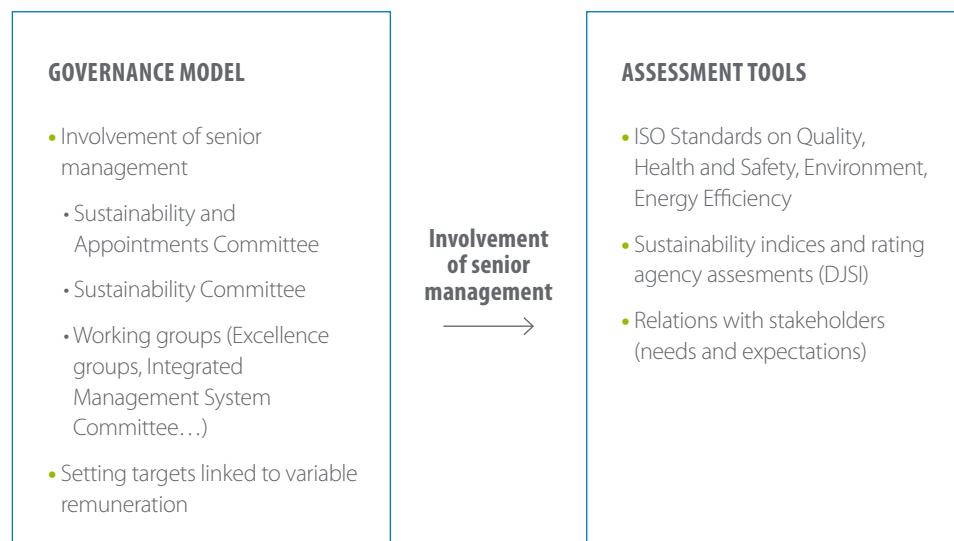 GOVERNANCE MODEL
• Involvement of senior
management
• Sustainability and
Appointments Committee
• Sustainability Committee
• Working groups (Excellence
groups, Integrated
Management System
Committee…)
• Setting targets linked to variable
remuneration
Involvement
of senior
management
ASSESSMENT TOOLS
• ISO Standards on Quality,
Health and Safety, Environment,
Energy Efficiency
• Sustainability indices and rating
agency assesments (DJSI)
• Relations with stakeholders
(needs and expectations)